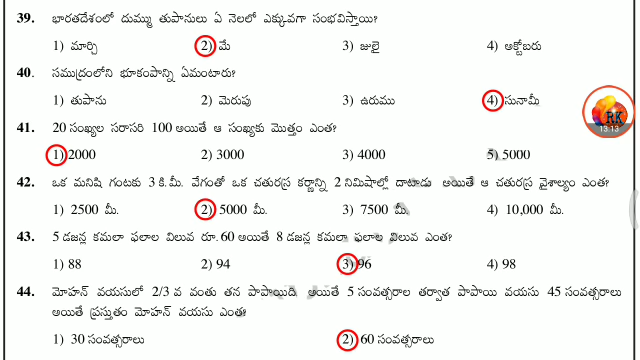 39. భారతదేశంలో దుమ్ము తుపానులు ఏ నెలలో ఎక్కువగా సంభవిస్తాయి?
1) మార్చి 2) మే 3) జులై 4) అక్టోబరు
40. సముద్రంలోని భూకంపాన్ని ఏమంటారు?
1) తుపాను 2) మెరుపు 3) ఉరుము 4) సునామీ
RK
13 13
41. 20 సంఖ్యల సరాసరి 100 అయితే ఆ సంఖ్యకు మొత్తం ఎంత?
1) 2000 2) 3000 3) 4000 5) 5000
42. ఒక మనిషి గంటకు 3 కి.మీ. వేగంతో ఒక చతురస్ర కర్ణాన్ని 2 నిమిషాల్లో దాటాడు అయితే ఆ చతురస్ర వైశాల్యం ఎంత?
1) 2500 మీ. 2) 5000 మీ. 3) 7500 మీ. 4) 10,000 మీ.
43. 5 డజన్ల కమలా ఫలాల విలువ రూ.60 అయితే 8 డజన్ల కమలా ఫలాల విలువ ఎంత?
1) 88 2) 94 3) 96 4) 98
44. మోహన్ వయసులో 2/3 వ వంతు తన పాపాయిది అయితే 5 సంవత్సరాల తర్వాత పాపాయి వయసు 45 సంవత్సరాలు
అయితే ప్రస్తుతం మోహన్ వయసు ఎంత?
1) 30 సంవత్సరాలు 2) 60 సంవత్సరాలు